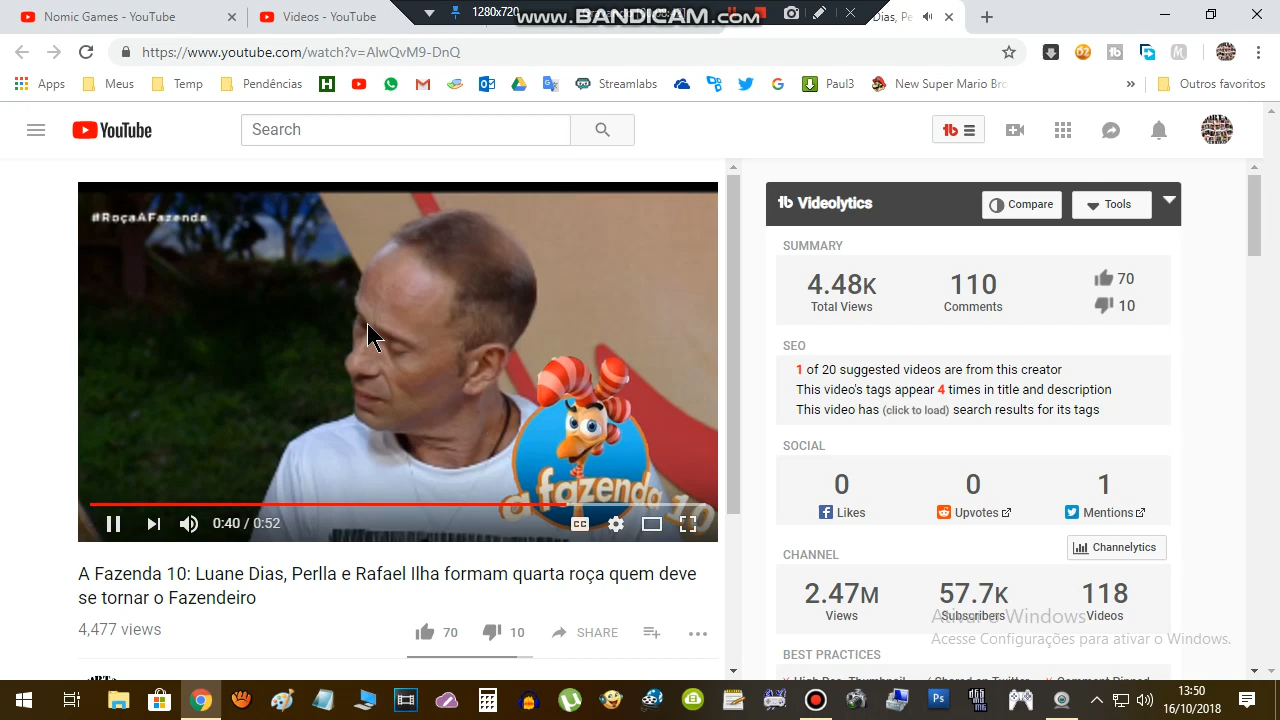 Nomic Games - YouTube
Videos - YouTube
1280x720
www.BANDICAM.com
Dias, Pe
https://www.youtube.com/watch?v=AlwQvM9-DnQ
Apps
Meus
Temp
Pendências
Streamlabs
Paul3
New Super Mario Bro
»
Outros favoritos
YouTube
Search
#RoçaAFazenda
a fazenda 10
0:40 / 0:52
CC
A Fazenda 10: Luane Dias, Perlla e Rafael Ilha formam quarta roça quem deve
se tornar o Fazendeiro
4,477 views
70
10
SHARE
Videolytics
Compare
Tools
SUMMARY
4.48K
Total Views
110
Comments
70
10
SEO
1 of 20 suggested videos are from this creator
This video's tags appear 4 times in title and description
This video has (click to load) search results for its tags
SOCIAL
0
Likes
0
Upvotes
1
Mentions
CHANNEL
Channelytics
2.47M
Views
57.7K
Subscribers
118
Videos
Ativar o Windows
Acesse Configurações para ativar o Windows.
BEST PRACTICES
13:50
16/10/2018